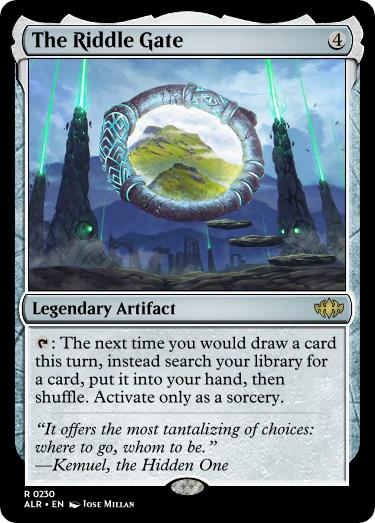 The Riddle Gate 4
Legendary Artifact
: The next time you would draw a card
this turn, instead search your library for
a card, put it into your hand, then
shuffle. Activate only as a sorcery.
“It offers the most tantalizing of choices:
where to go, whom to be.”
—Kemuel, the Hidden One
R 0230
ALR • EN Jose Millan